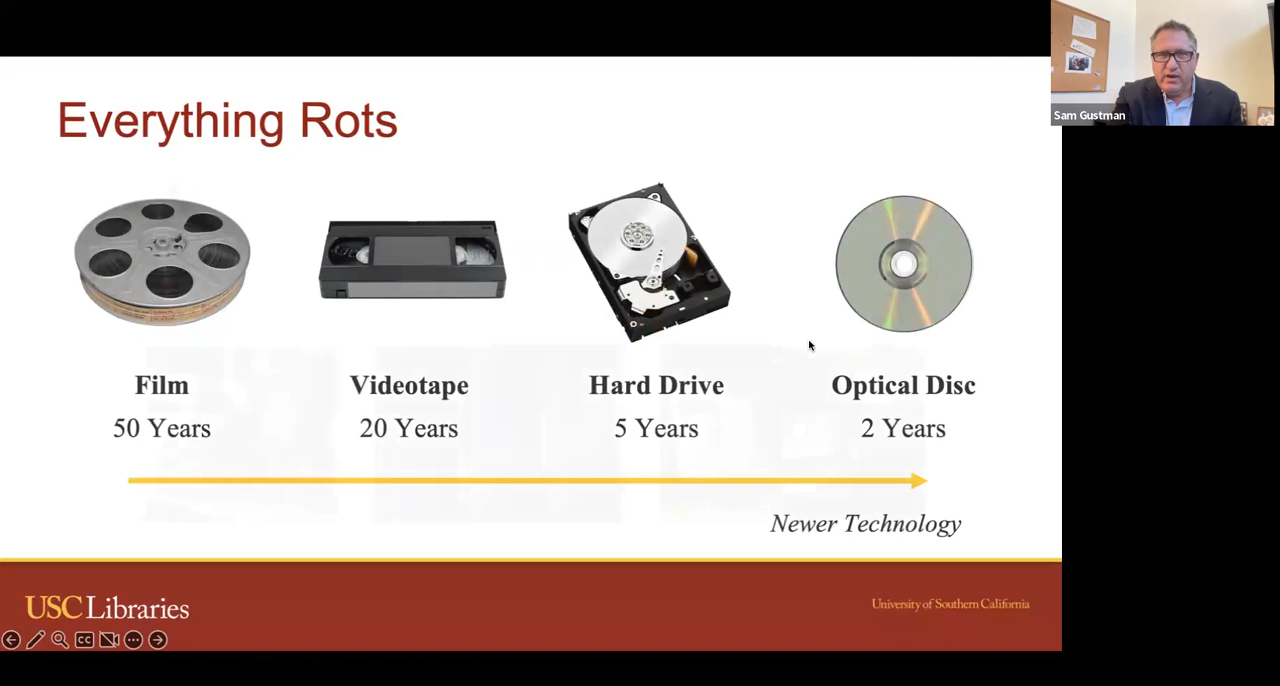 Everything Rots
Film
50 Years
Videotape
20 Years
Hard Drive
5 Years
Optical Disc
2 Years
Newer Technology
USC Libraries
University of Southern California
CC
Sam Gustman